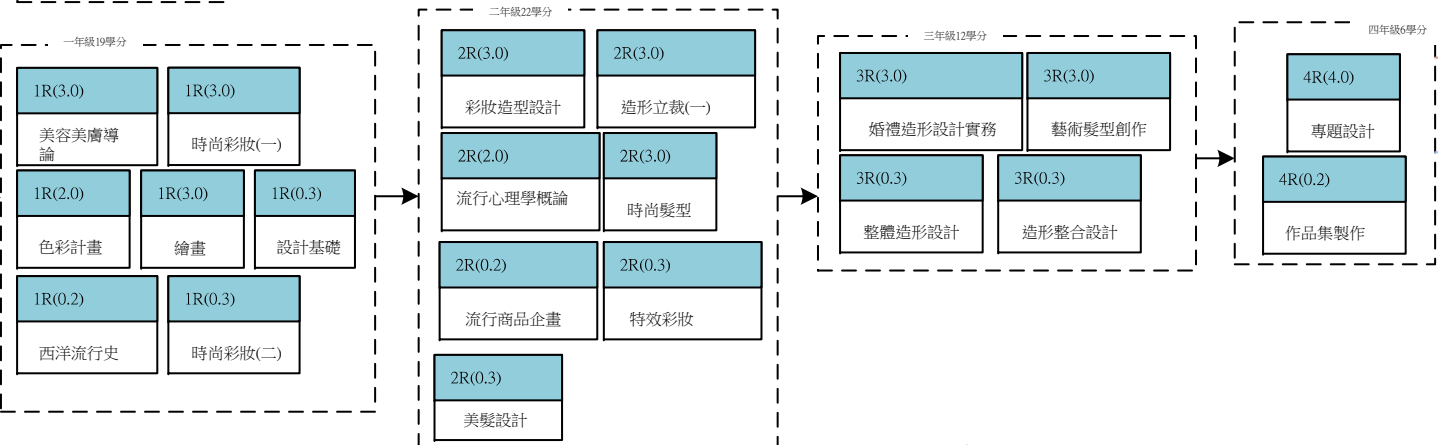 一年級19學分
1R(3.0)
美容美膚導
論
1R(3.0)
時尚彩妝(一)
1R(2.0)
色彩計畫
1R(3.0)
繪畫
1R(0.3)
設計基礎
1R(0.2)
西洋流行史
1R(0.3)
時尚彩妝(二)
二年級22學分
2R(3.0)
彩妝造型設計
2R(3.0)
造形立裁(一)
2R(2.0)
流行心理學概論
2R(3.0)
時尚髮型
2R(0.2)
流行商品企畫
2R(0.3)
特效彩妝
2R(0.3)
美髮設計
三年級12學分
3R(3.0)
婚禮造形設計實務
3R(3.0)
藝術髮型創作
3R(0.3)
整體造形設計
3R(0.3)
造形整合設計
四年級6學分
4R(4.0)
專題設計
4R(0.2)
作品集製作